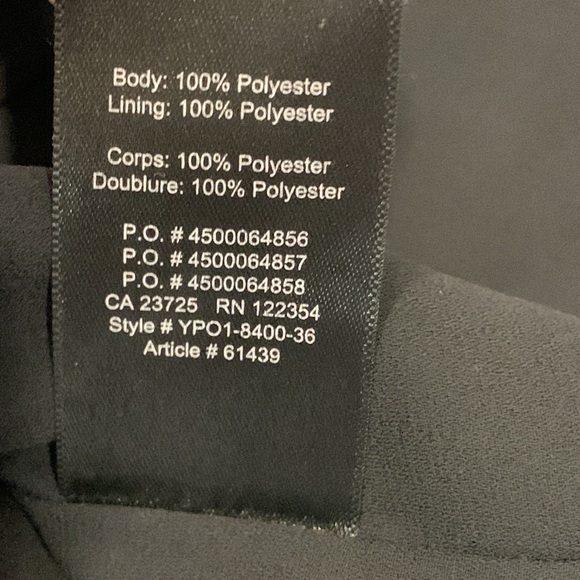 Body: 100% Polyester
Lining: 100% Polyester
Corps: 100% Polyester
Doublure: 100% Polyester
P.O. # 4500064856
P.O. # 4500064857
P.O. # 4500064858
CA 23725 RN 122354
Style # YPO1-8400-36
Article # 61439